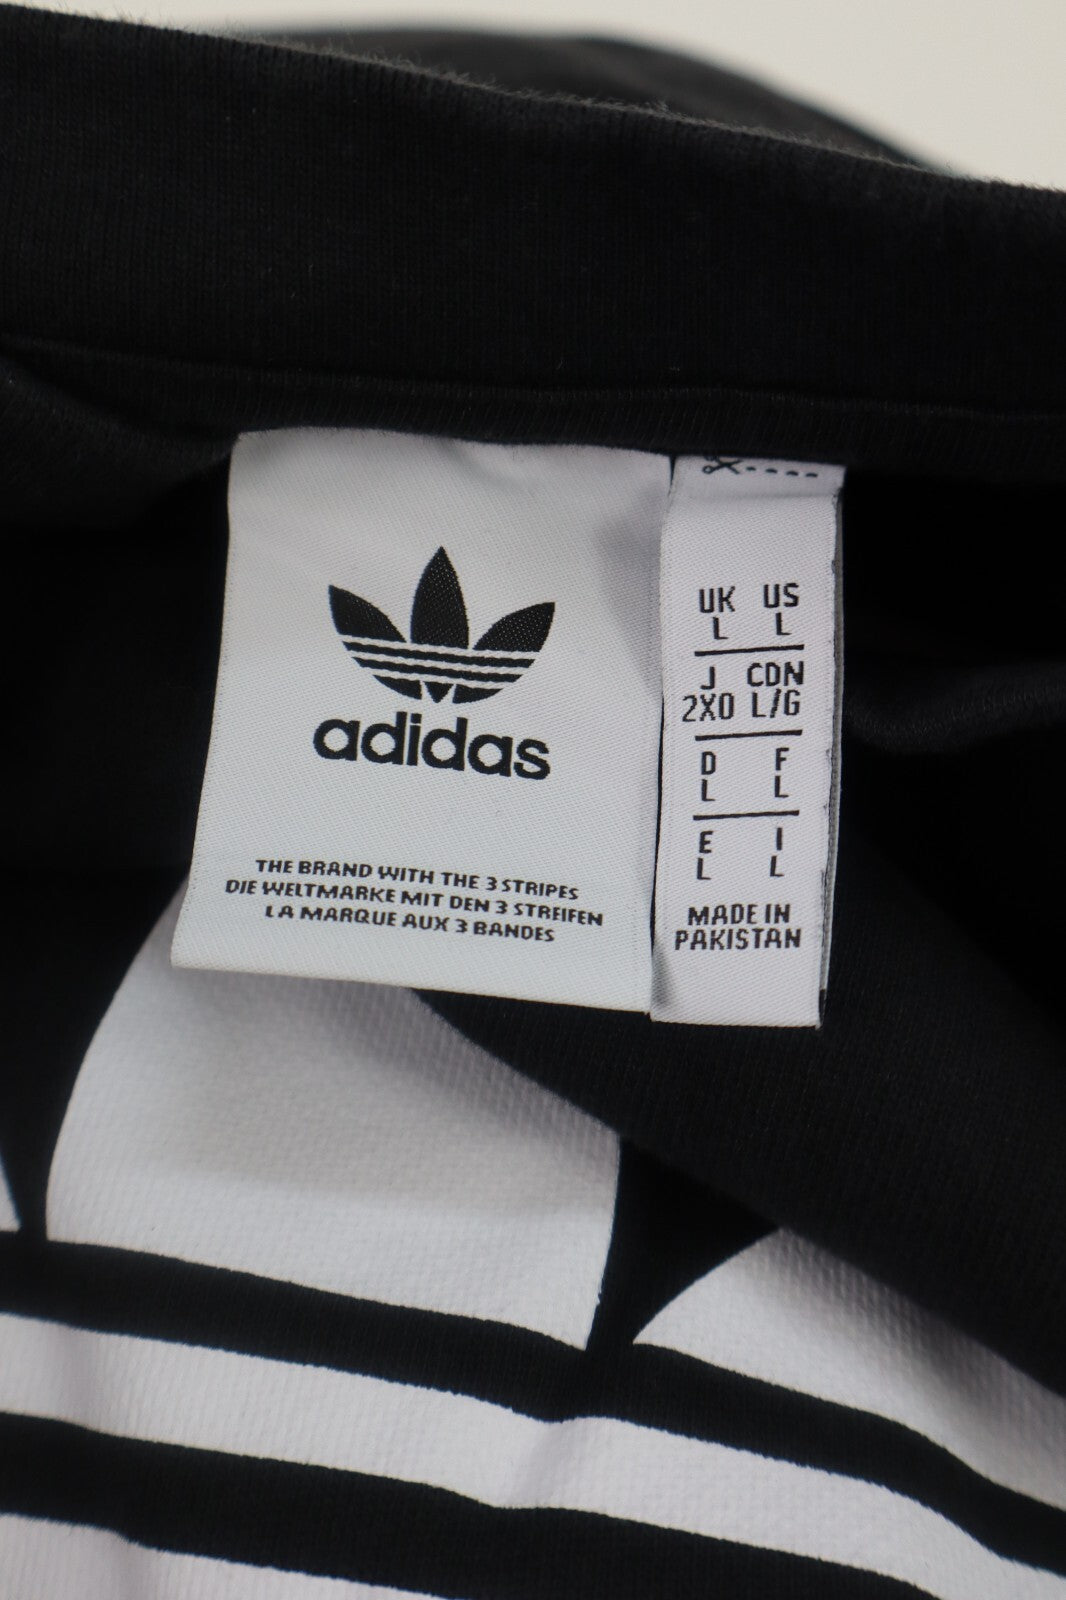 adidas
THE BRAND WITH THE 3 STRIPES
DIE WELTMARKE MIT DEN 3 STREIFEN
LA MARQUE AUX 3 BANDES
UK US
L L
J CDN
2XO L/G
D F
L L
E I
L L
MADE IN
PAKISTAN